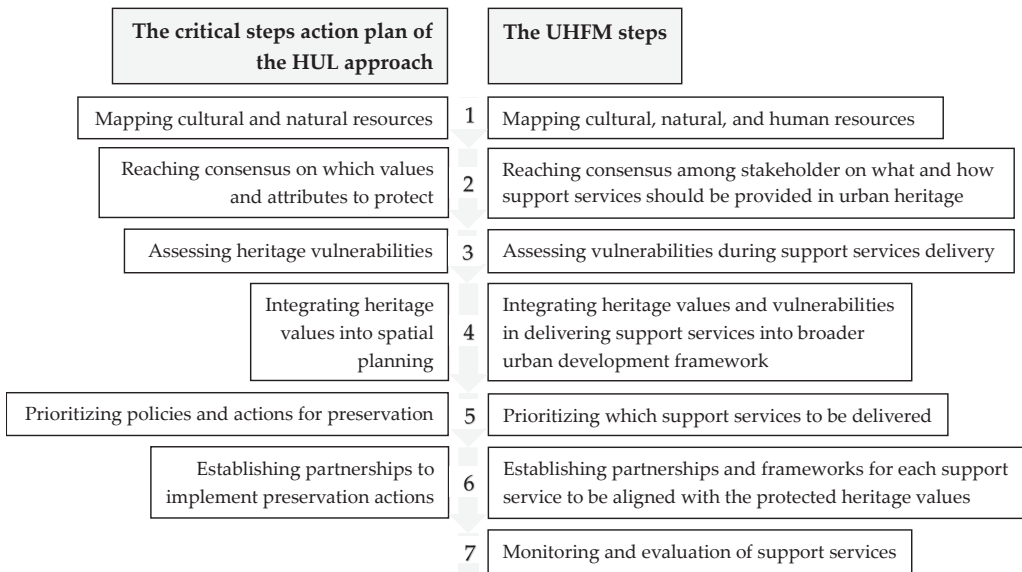 The critical steps action plan of
the HUL approach
The UHFM steps
Mapping cultural and natural resources
1
Mapping cultural, natural, and human resources
Reaching consensus on which values
and attributes to protect
2
Reaching consensus among stakeholder on what and how
support services should be provided in urban heritage
Assessing heritage vulnerabilities
3
Assessing vulnerabilities during support services delivery
Integrating heritage
values into spatial
planning
4
Integrating heritage values and vulnerabilities
in delivering support services into broader
urban development framework
Prioritizing policies and actions for preservation
5
Prioritizing which support services to be delivered
Establishing partnerships to
implement preservation actions
6
Establishing partnerships and frameworks for each support
service to be aligned with the protected heritage values
7
Monitoring and evaluation of support services